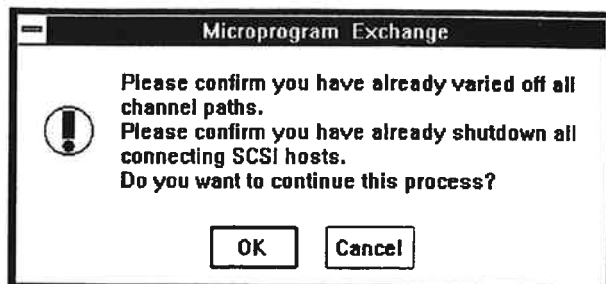 Microprogram Exchange
Please confirm you have already varied off all
channel paths.
Please confirm you have already shutdown all
connecting SCSI hosts.
Do you want to continue this process?
OK
Cancel